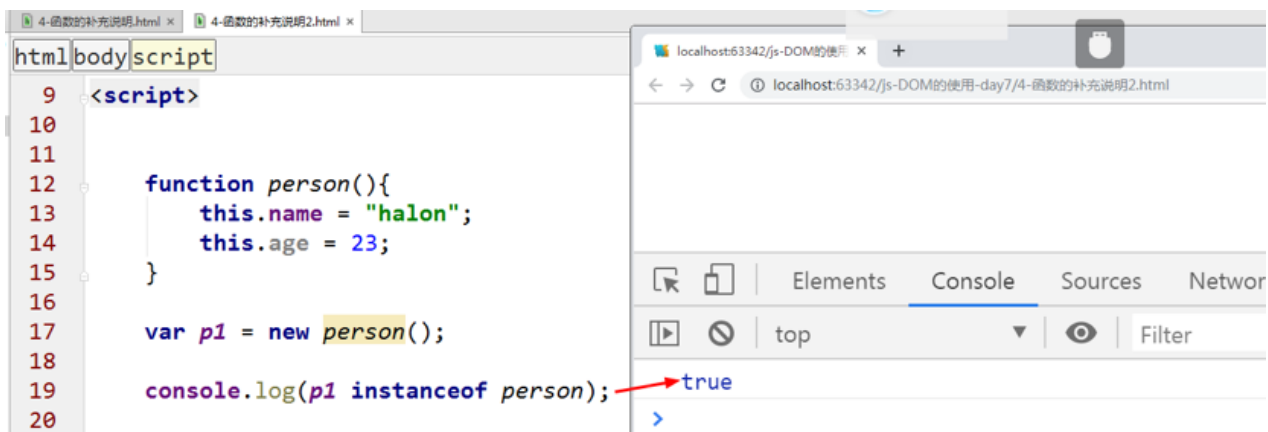 4-函数的补充说明.html ×
4-函数的补充说明2.html ×
html body script
9 <script>
10
11
12 function person(){
13 this.name = "halon";
14 this.age = 23;
15 }
16
17 var p1 = new person();
18
19 console.log(p1 instanceof person);
20
localhost:63342/js-DOM的使用 × +
localhost:63342/js-DOM的使用-day7/4-函数的补充说明2.html
Elements Console Sources Networ
top ▼ Filter
true
>